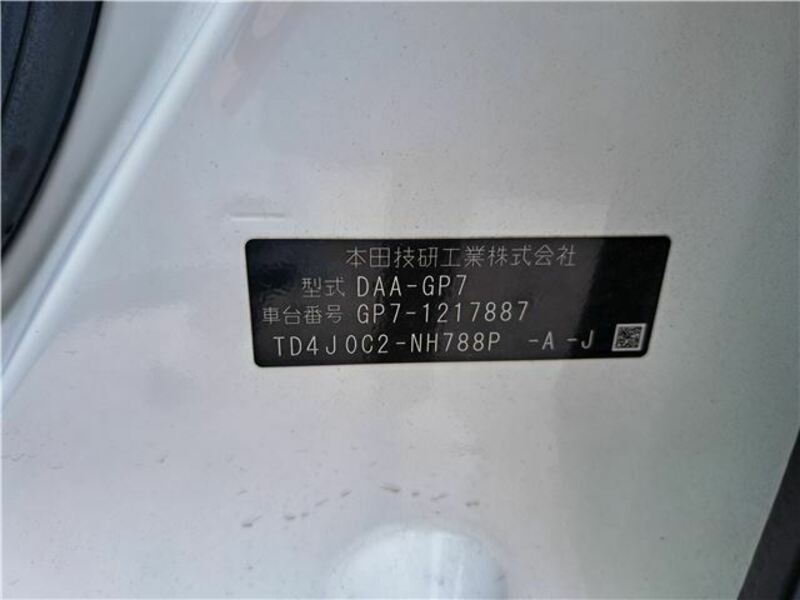 本田技研工業株式会社
型式 DAA-GP7
車台番号 GP7-1217887
TD4J0C2-NH788P -A -J